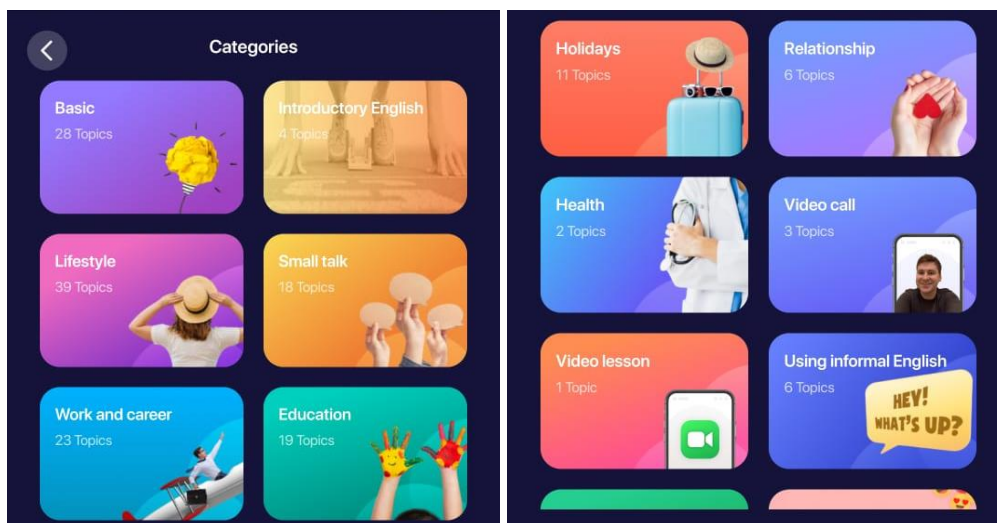 Categories
Basic
28 Topics
Introductory English
4 Topics
Lifestyle
39 Topics
Small talk
18 Topics
Work and career
23 Topics
Education
19 Topics
Holidays
11 Topics
Relationship
6 Topics
Health
2 Topics
Video call
3 Topics
Video lesson
1 Topic
Using informal English
6 Topics
HEY!
WHAT'S UP?